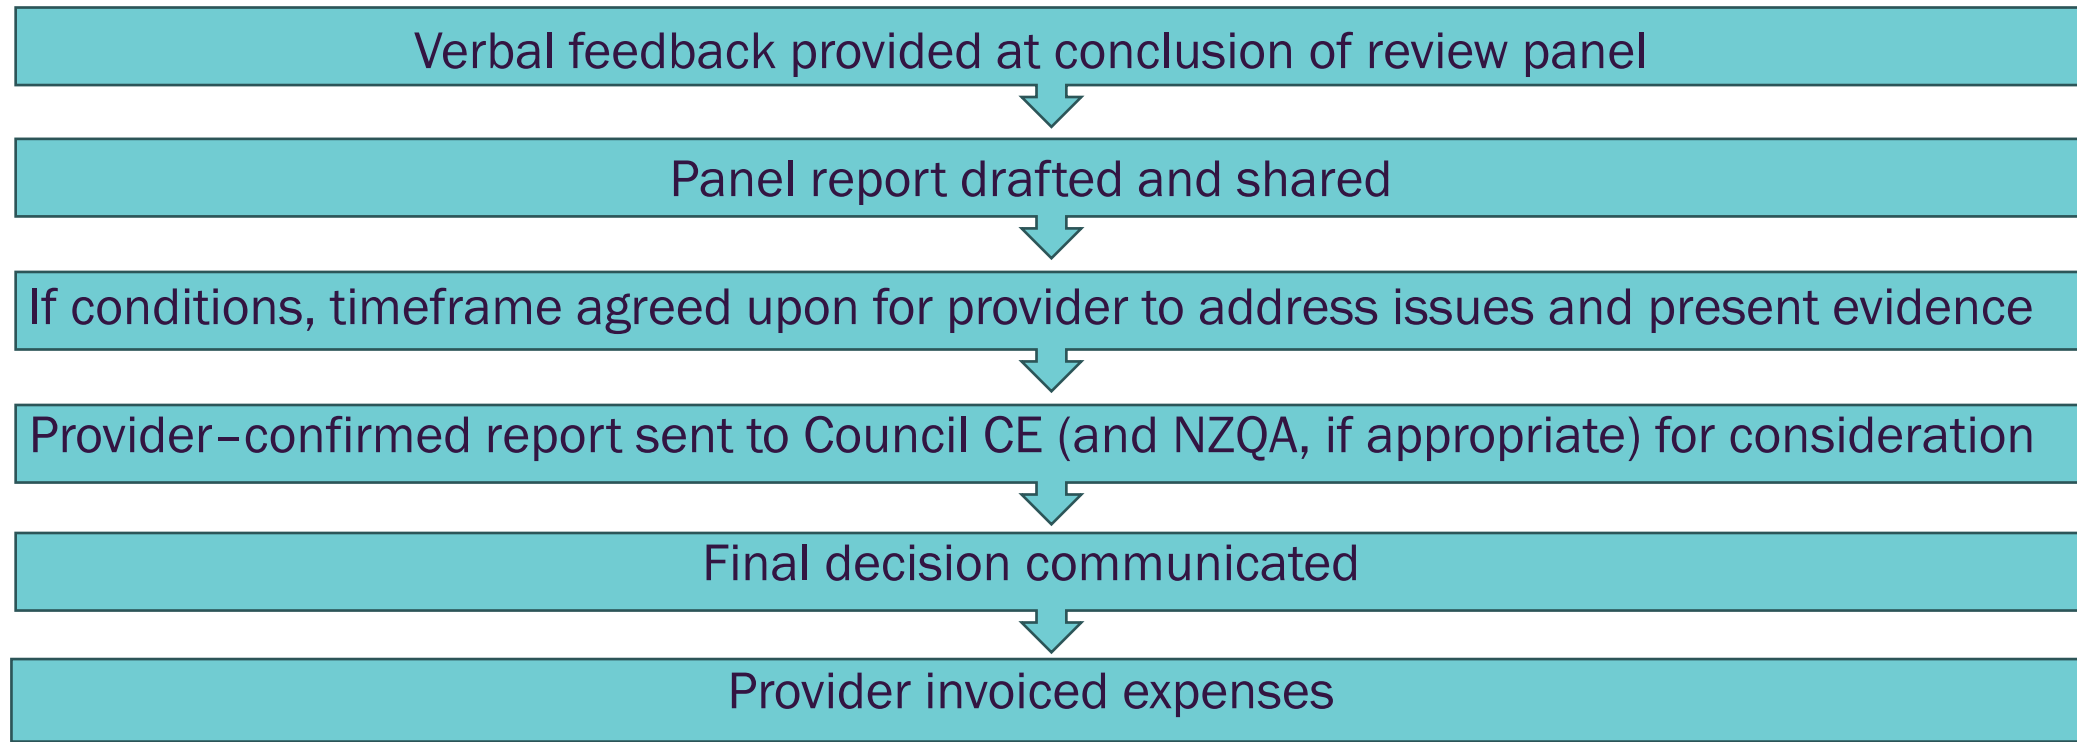 Verbal feedback provided at conclusion of review panel
Panel report drafted and shared
If conditions, timeframe agreed upon for provider to address issues and present evidence
Provider–confirmed report sent to Council CE (and NZQA, if appropriate) for consideration
Final decision communicated
Provider invoiced expenses